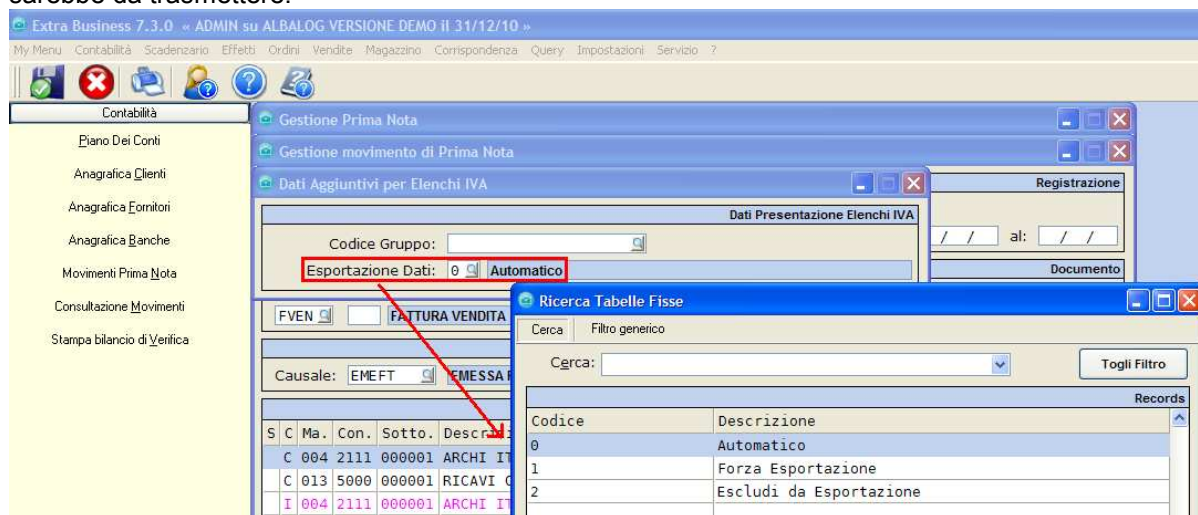 sarebbe da trasmettere.
Extra Business 7.3.0 « ADMIN su ALBALOG VERSIONE DEMO il 31/12/10 »
My Menu Contabilità Scadenzario Effetti Ordini Vendite Magazzino Corrispondenza Query Impostazioni Servizio ?
Contabilità
Piano Dei Conti
Anagrafica Clienti
Anagrafica Fornitori
Anagrafica Banche
Movimenti Prima Nota
Consultazione Movimenti
Stampa bilancio di Verifica
Gestione Prima Nota
Gestione movimento di Prima Nota
Dati Aggiuntivi per Elenchi IVA
Registrazione
Dati Presentazione Elenchi IVA
Codice Gruppo:
/ / al: / /
Esportazione Dati: 0 Automatico
Documento
FVEN FATTURA VENDITA
Causale: EMEFT EMESSA
S C Ma. Con. Sotto. Descri
C 004 2111 000001 ARCHI IT
C 013 5000 000001 RICAVI
I 004 2111 000001 ARCHI IT
Ricerca Tabelle Fisse
Cerca Filtro generico
Cerca: Togli Filtro
Records
Codice Descrizione
0 Automatico
1 Forza Esportazione
2 Escludi da Esportazione